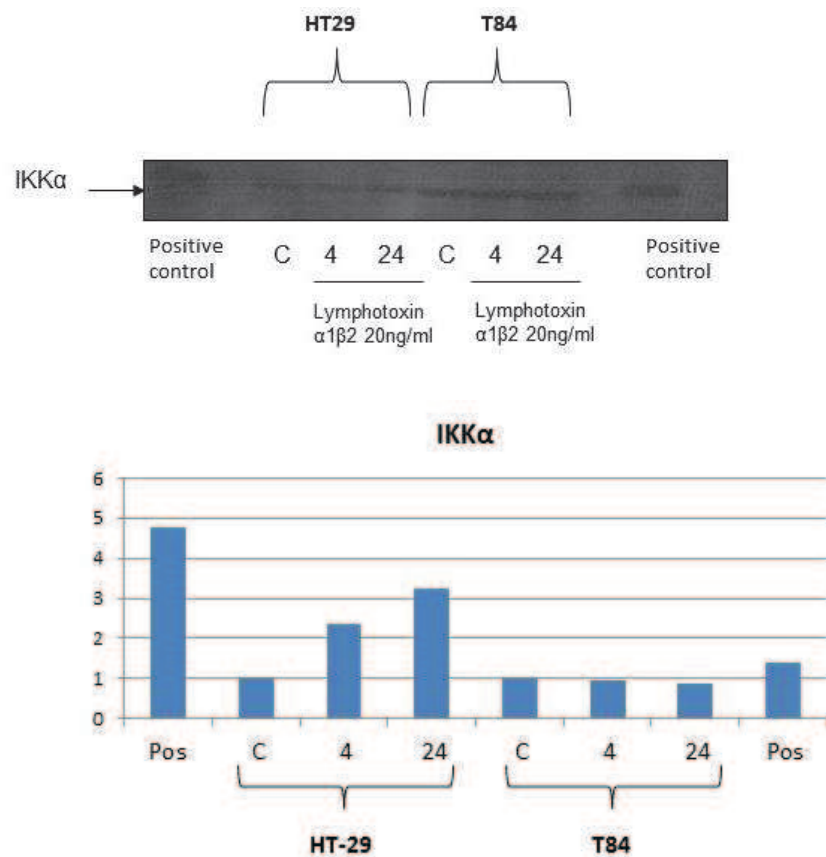 HT29 T84
IKKα
Positive control C 4 24 C 4 24 Positive control
Lymphotoxin Lymphotoxin
α1β2 20ng/ml α1β2 20ng/ml
IKKα
6
5
4
3
2
1
0
Pos C 4 24 C 4 24 Pos
HT-29 T84